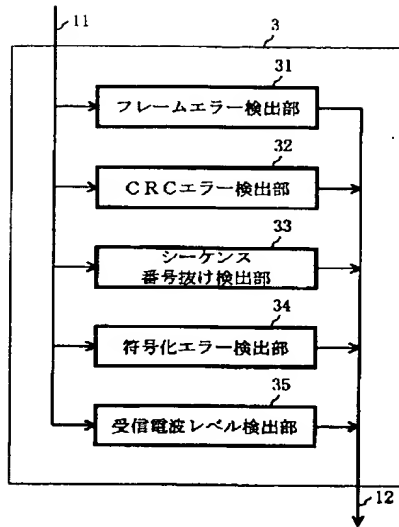 11
3
31
フレームエラー検出部
32
CRCエラー検出部
33
シーケンス
番号抜け検出部
34
符号化エラー検出部
35
受信電波レベル検出部
12